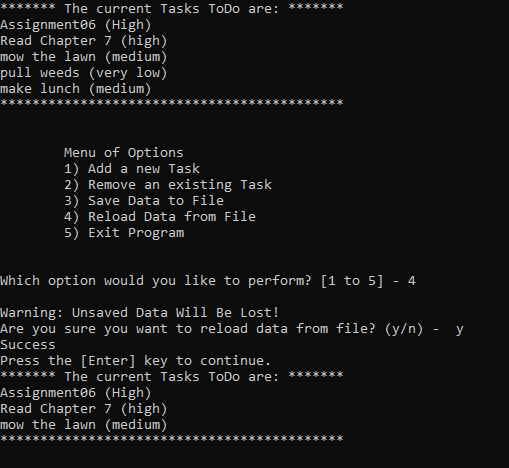 ******* The current Tasks ToDo are: *******
Assignment06 (High)
Read Chapter 7 (high)
mow the lawn (medium)
pull weeds (very low)
make lunch (medium)
*******************************************
Menu of Options
1) Add a new Task
2) Remove an existing Task
3) Save Data to File
4) Reload Data from File
5) Exit Program
Which option would you like to perform? [1 to 5] - 4
Warning: Unsaved Data Will Be Lost!
Are you sure you want to reload data from file? (y/n) -  y
Success
Press the [Enter] key to continue.
******* The current Tasks ToDo are: *******
Assignment06 (High)
Read Chapter 7 (high)
mow the lawn (medium)
*******************************************